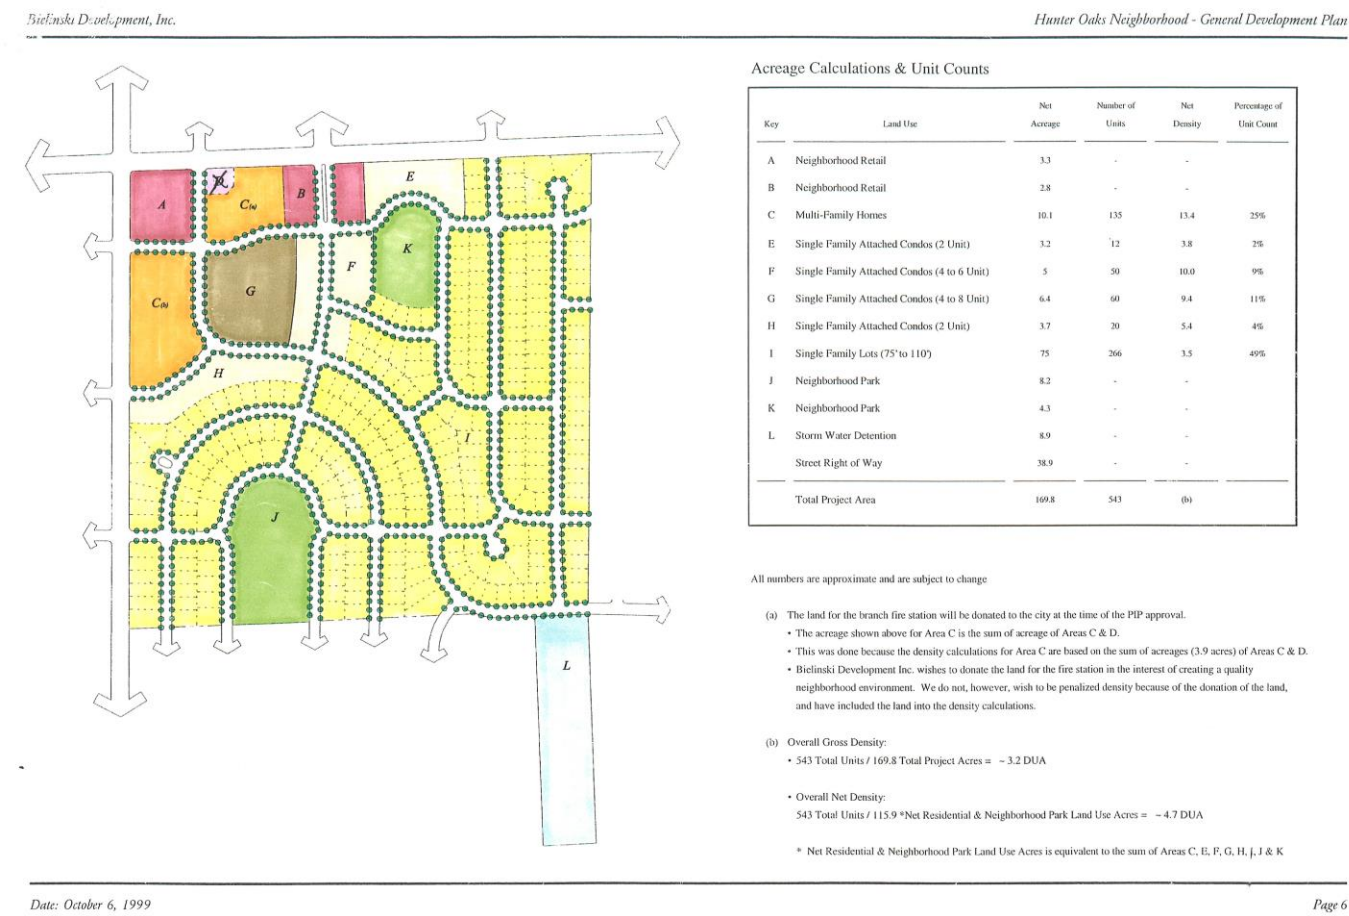 Bielinski Development, Inc.
Hunter Oaks Neighborhood - General Development Plan
Acreage Calculations & Unit Counts
Key Land Use Net Acreage Number of Units Net Density Percentage of Unit Count
A Neighborhood Retail 3.3 - -
B Neighborhood Retail 2.8 - -
C Multi-Family Homes 10.1 135 13.4 25%
E Single Family Attached Condos (2 Unit) 3.2 12 3.8 2%
F Single Family Attached Condos (4 to 6 Unit) 5 50 10.0 9%
G Single Family Attached Condos (4 to 8 Unit) 6.4 60 9.4 11%
H Single Family Attached Condos (2 Unit) 3.7 20 5.4 4%
I Single Family Lots (75' to 110') 75 266 3.5 49%
J Neighborhood Park 8.2 - -
K Neighborhood Park 4.3 - -
L Storm Water Detention 8.9 - -
Street Right of Way 38.9 - -
Total Project Area 169.8 543 (b)
All numbers are approximate and are subject to change
(a) The land for the branch fire station will be donated to the city at the time of the PIP approval.
• The acreage shown above for Area C is the sum of acreage of Areas C & D.
• This was done because the density calculations for Area C are based on the sum of acreages (3.9 acres) of Areas C & D.
• Bielinski Development Inc. wishes to donate the land for the fire station in the interest of creating a quality
neighborhood environment. We do not, however, wish to be penalized density because of the donation of the land,
and have included the land into the density calculations.
(b) Overall Gross Density:
• 543 Total Units / 169.8 Total Project Acres = ~ 3.2 DUA
• Overall Net Density:
543 Total Units / 115.9 *Net Residential & Neighborhood Park Land Use Acres = ~ 4.7 DUA
* Net Residential & Neighborhood Park Land Use Acres is equivalent to the sum of Areas C, E, F, G, H, I, J & K
A
C(a)
B
E
K
F
G
C(b)
H
I
J
L
Date: October 6, 1999
Page 6